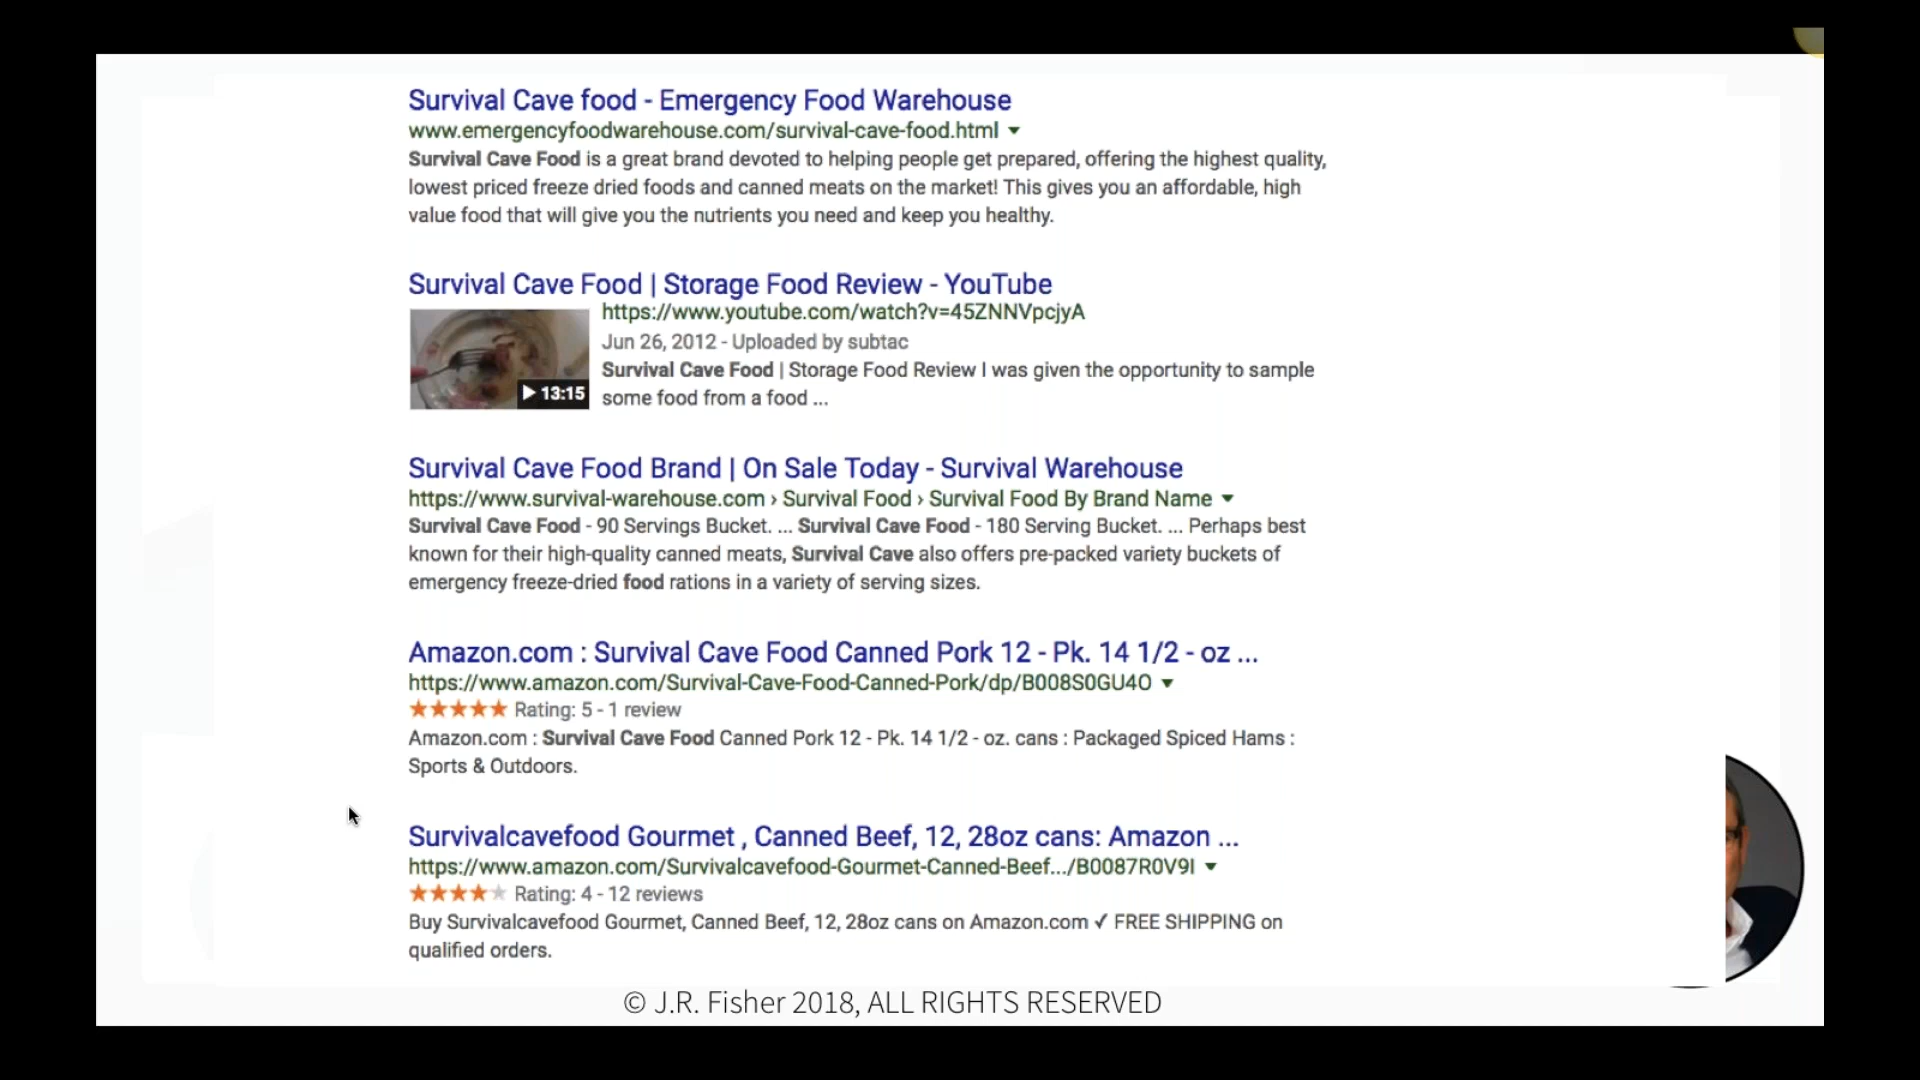 Survival Cave food - Emergency Food Warehouse
www.emergencyfoodwarehouse.com/survival-cave-food.html
Survival Cave Food is a great brand devoted to helping people get prepared, offering the highest quality,
lowest priced freeze dried foods and canned meats on the market! This gives you an affordable, high
value food that will give you the nutrients you need and keep you healthy.
Survival Cave Food | Storage Food Review - YouTube
https://www.youtube.com/watch?v=45ZNNVpcjyA
Jun 26, 2012 - Uploaded by subtac
Survival Cave Food | Storage Food Review I was given the opportunity to sample
some food from a food ...
13:15
Survival Cave Food Brand | On Sale Today - Survival Warehouse
https://www.survival-warehouse.com › Survival Food › Survival Food By Brand Name
Survival Cave Food - 90 Servings Bucket. ... Survival Cave Food - 180 Serving Bucket. ... Perhaps best
known for their high-quality canned meats, Survival Cave also offers pre-packed variety buckets of
emergency freeze-dried food rations in a variety of serving sizes.
Amazon.com : Survival Cave Food Canned Pork 12 - Pk. 14 1/2 - oz ...
https://www.amazon.com/Survival-Cave-Food-Canned-Pork/dp/B008S0GU4O
Rating: 5 - 1 review
Amazon.com : Survival Cave Food Canned Pork 12 - Pk. 14 1/2 - oz. cans : Packaged Spiced Hams :
Sports & Outdoors.
Survivalcavefood Gourmet , Canned Beef, 12, 28oz cans: Amazon ...
https://www.amazon.com/Survivalcavefood-Gourmet-Canned-Beef.../B0087R0V9I
Rating: 4 - 12 reviews
Buy Survivalcavefood Gourmet, Canned Beef, 12, 28oz cans on Amazon.com ✓ FREE SHIPPING on
qualified orders.
© J.R. Fisher 2018, ALL RIGHTS RESERVED